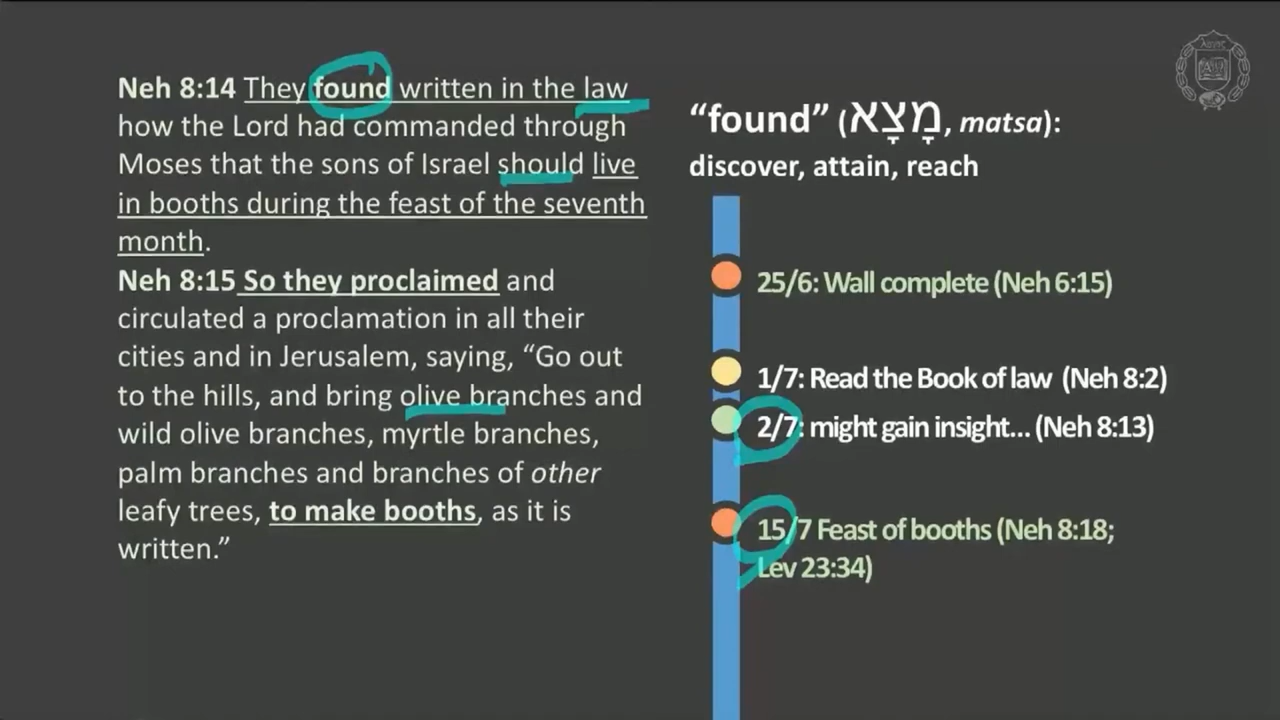 Neh 8:14 They found written in the law
how the Lord had commanded through
Moses that the sons of Israel should live
in booths during the feast of the seventh
month.
Neh 8:15 So they proclaimed and
circulated a proclamation in all their
cities and in Jerusalem, saying, “Go out
to the hills, and bring olive branches and
wild olive branches, myrtle branches,
palm branches and branches of other
leafy trees, to make booths, as it is
written.”
“found” (מָצָא, matsa):
discover, attain, reach
25/6: Wall complete (Neh 6:15)
1/7: Read the Book of law (Neh 8:2)
2/7: might gain insight... (Neh 8:13)
15/7 Feast of booths (Neh 8:18;
Lev 23:34)